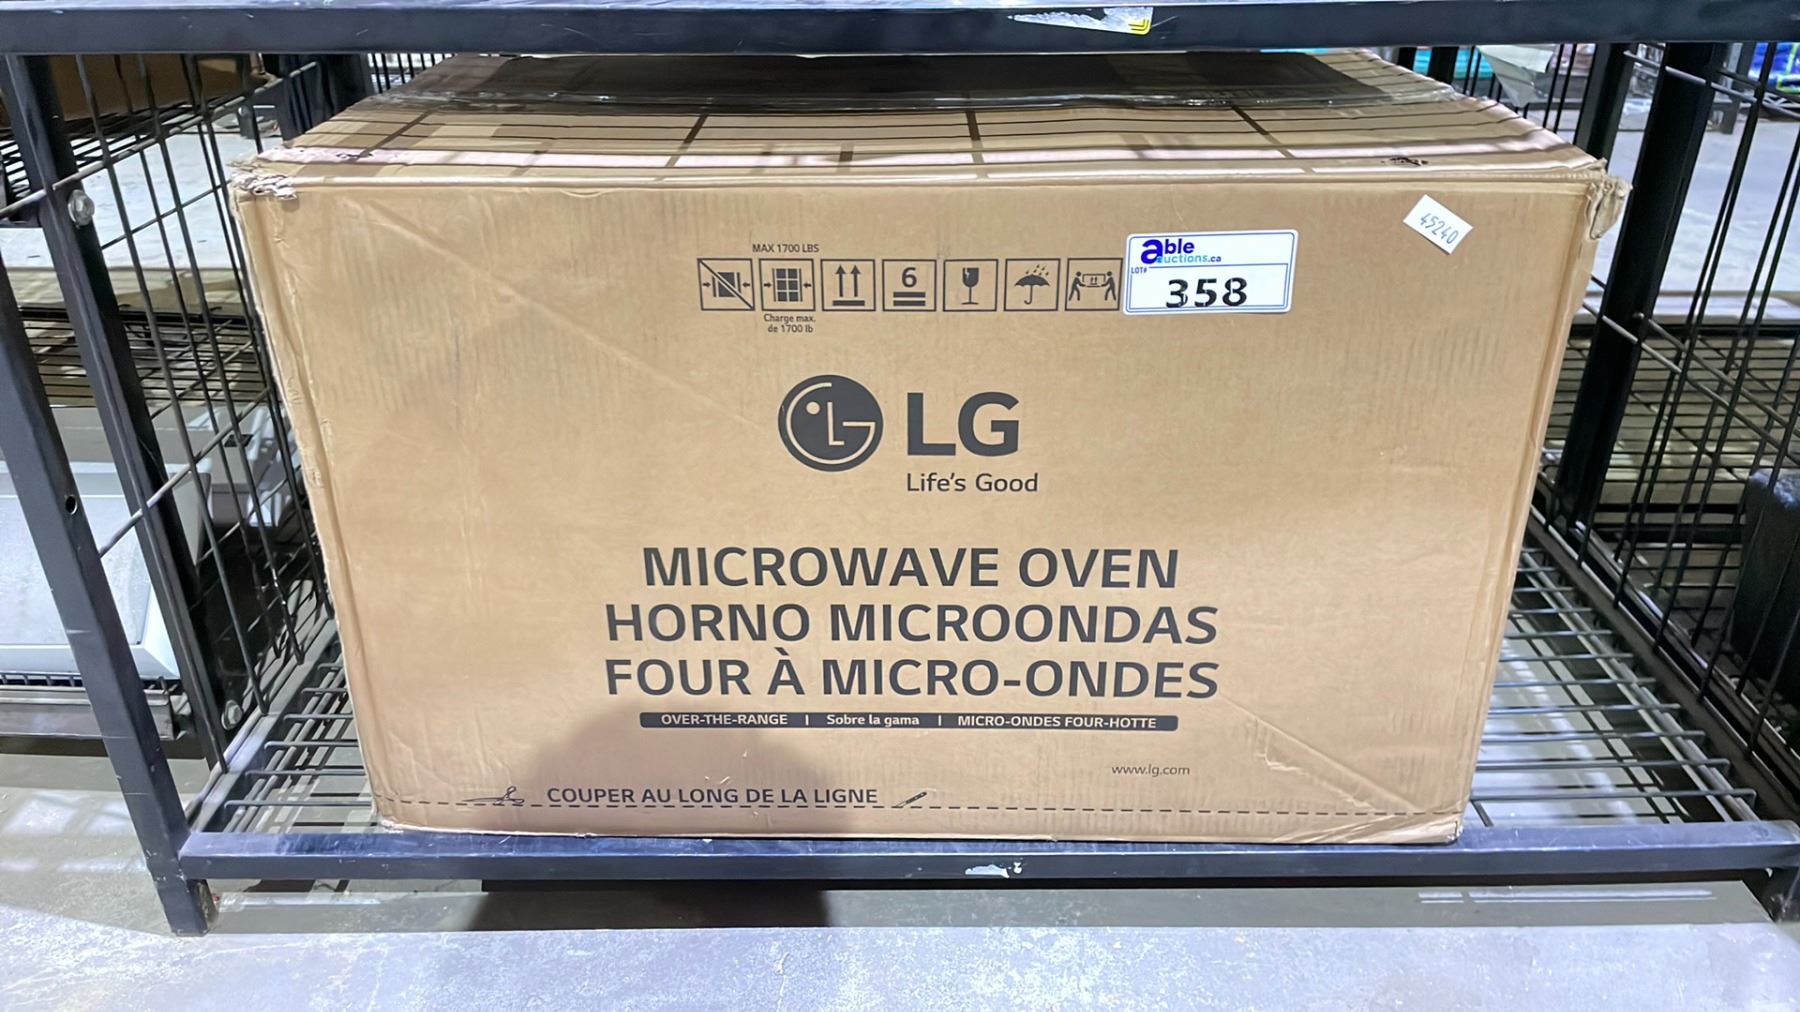 MAX 1700 LBS
6
Charge max.
de 1700 lb
able
auctions.ca
LOT#
358
45240
LG
Life's Good
MICROWAVE OVEN
HORNO MICROONDAS
FOUR À MICRO-ONDES
OVER-THE-RANGE | Sobre la gama | MICRO-ONDES FOUR-HOTTE
www.lg.com
COUPER AU LONG DE LA LIGNE